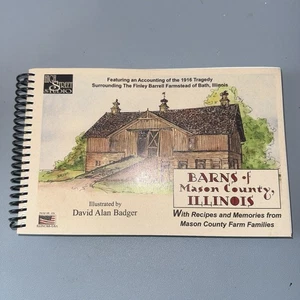 Featuring an Accounting of the 1916 Tragedy
Surrounding The Finley Barrell Farmstead of Bath, Illinois
BARNS of
Mason County,
ILLINOIS
Illustrated by
David Alan Badger
With Recipes and Memories from
Mason County Farm Families